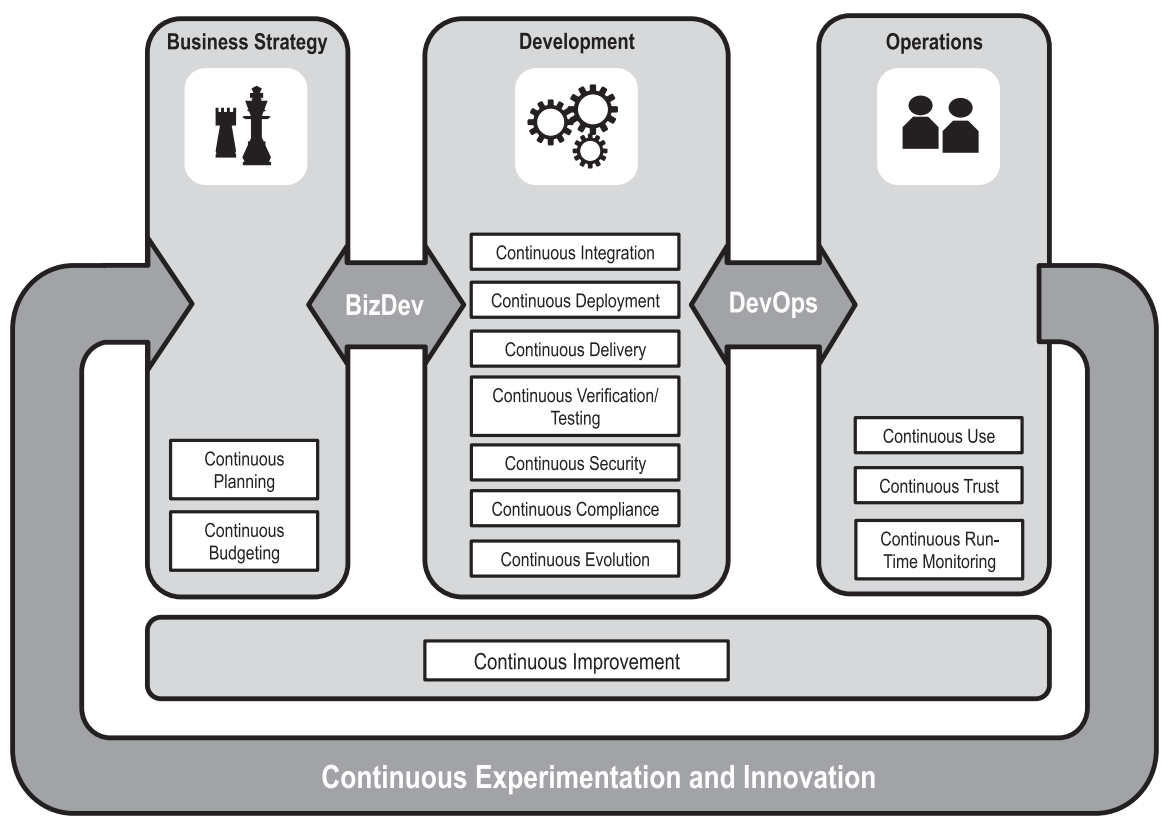 Business Strategy
Development
Operations
BizDev
DevOps
Continuous Planning
Continuous Budgeting
Continuous Integration
Continuous Deployment
Continuous Delivery
Continuous Verification/
Testing
Continuous Security
Continuous Compliance
Continuous Evolution
Continuous Use
Continuous Trust
Continuous Run-
Time Monitoring
Continuous Improvement
Continuous Experimentation and Innovation